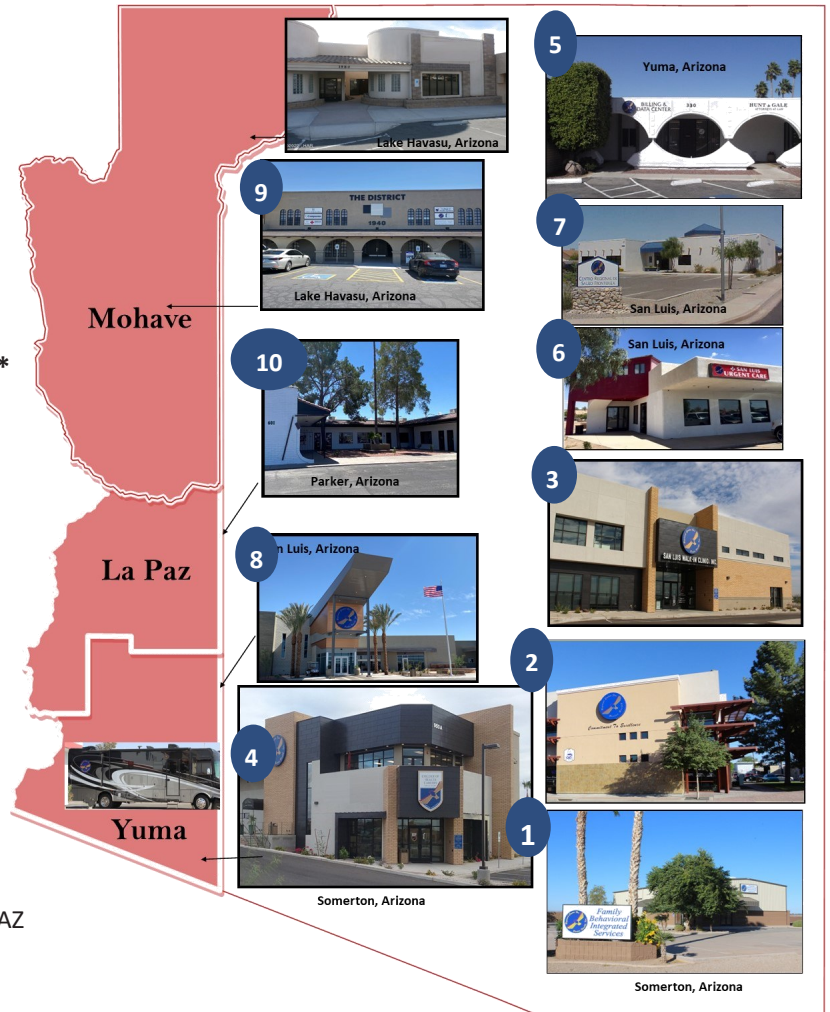 5
Yuma, Arizona
BILLING &
DATA CENTER
330
HUNT & GALE
Lake Havasu, Arizona
9
THE DISTRICT
1940
Lake Havasu, Arizona
7
San Luis, Arizona
Mohave
6
San Luis, Arizona
SAN LUIS
URGENT CARE
*
10
Parker, Arizona
3
SAN LUIS WALK-IN CLINIC, INC.
8
n Luis, Arizona
La Paz
2
Commitment To Excellence
4
Yuma
1
Somerton, Arizona
Family
Behavioral
Integrated
Services
AZ
Somerton, Arizona